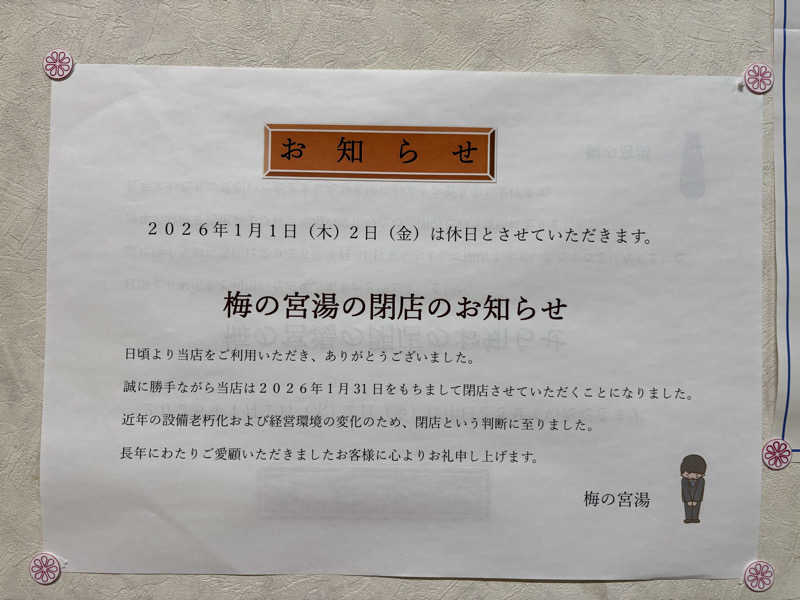 お知らせ
２０２６年１月１日（木）２日（金）は休日とさせていただきます。
梅の宮湯の閉店のお知らせ
日頃より当店をご利用いただき、ありがとうございました。
誠に勝手ながら当店は２０２６年１月31日をもちまして閉店させていただくことになりました。
近年の設備老朽化および経営環境の変化のため、閉店という判断に至りました。
長年にわたりご愛顧いただきましたお客様に心よりお礼申し上げます。
梅の宮湯